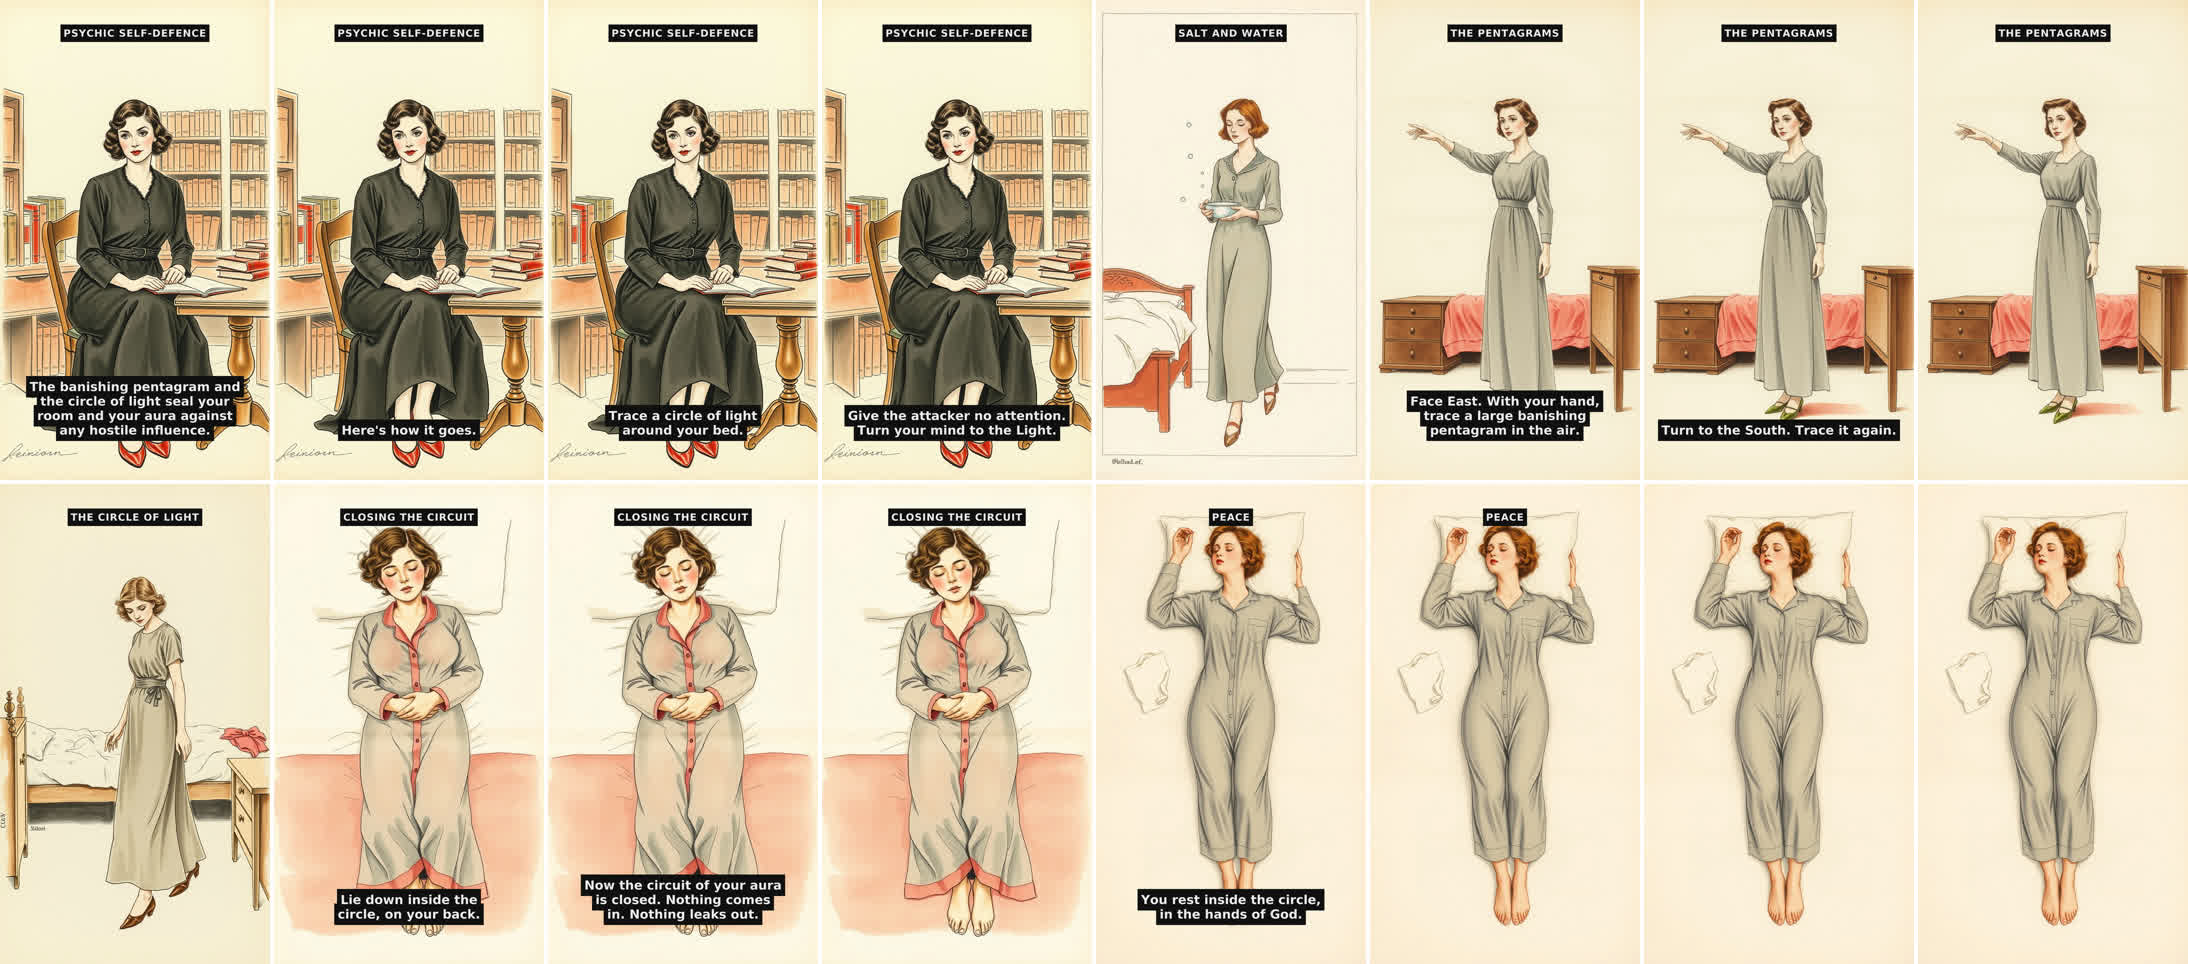 PSYCHIC SELF-DEFENCE
The banishing pentagram and
the circle of light seal your
room and your aura against
any hostile influence.
PSYCHIC SELF-DEFENCE
Here's how it goes.
PSYCHIC SELF-DEFENCE
Trace a circle of light
around your bed.
PSYCHIC SELF-DEFENCE
Give the attacker no attention.
Turn your mind to the Light.
SALT AND WATER
THE PENTAGRAMS
Face East. With your hand,
trace a large banishing
pentagram in the air.
THE PENTAGRAMS
Turn to the South. Trace it again.
THE PENTAGRAMS
THE CIRCLE OF LIGHT
CLOSING THE CIRCUIT
Lie down inside the
circle, on your back.
CLOSING THE CIRCUIT
Now the circuit of your aura
is closed. Nothing comes
in. Nothing leaks out.
CLOSING THE CIRCUIT
PEACE
You rest inside the circle,
in the hands of God.
PEACE